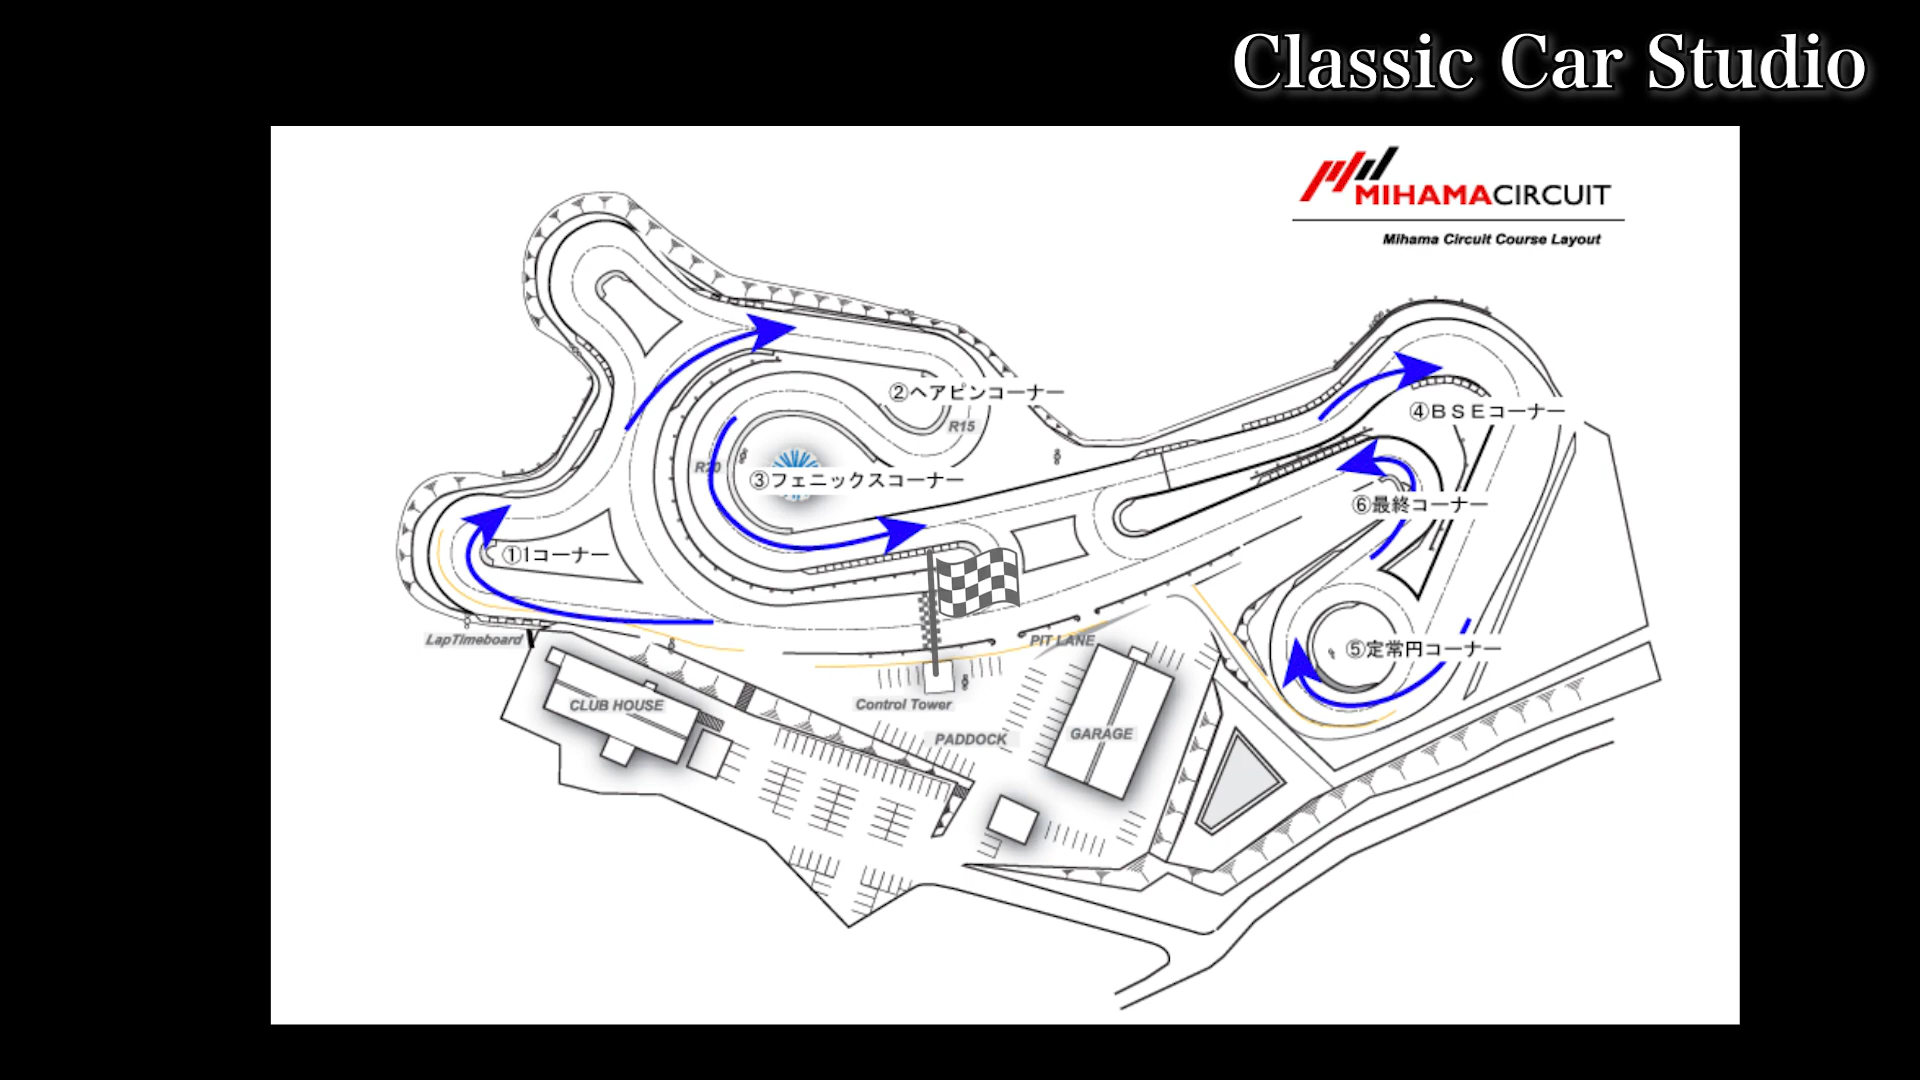 Classic Car Studio
MIHAMACIRCUIT
Mihama Circuit Course Layout
②ヘアピンコーナー
④ＢＳＥコーナー
R15
R20
③フェニックスコーナー
⑥最終コーナー
①1コーナー
LapTimeboard
PIT LANE
⑤定常円コーナー
CLUB HOUSE
Control Tower
PADDOCK
GARAGE